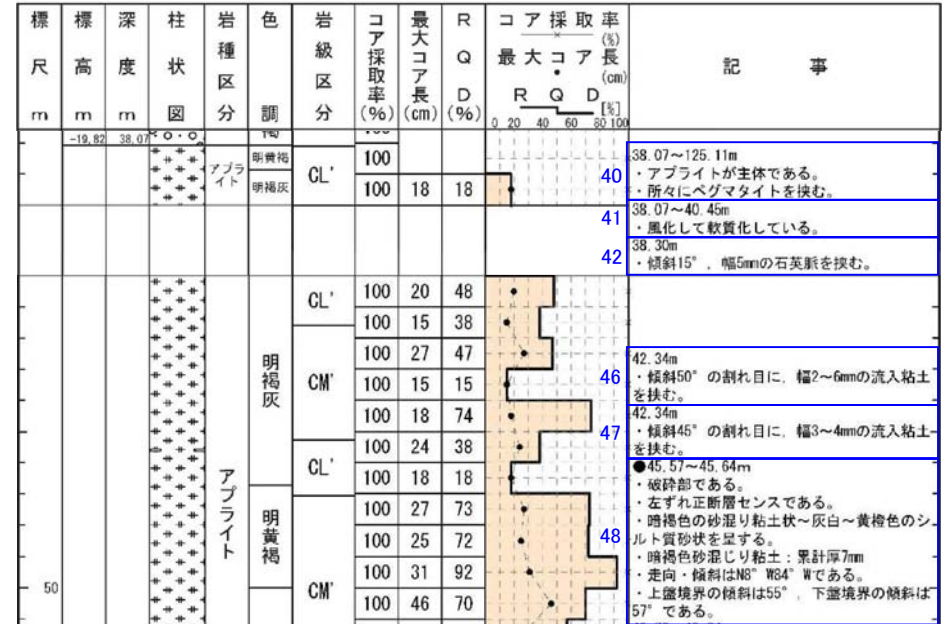 標尺m
標高m
深度m
柱状図
岩種区分
色調
岩級区分
コア採取率(%)
最大コア長(cm)
RQD(%)
コア採取率
(%)
最大コア長
(cm)
RQD
[%]
0 20 40 60 80 100
記事
-19.82 38.07
アプライト 明黄褐 CL' 100
明褐灰 100 18 18
40
38.07～125.11m
・アプライトが主体である。
・所々にペグマタイトを挟む。
41
38.07～40.45m
・風化して軟質化している。
42
38.30m
・傾斜15°，幅5mmの石英脈を挟む。
CL' 100 20 48
100 15 38
明褐灰
CM'
100 27 47
100 15 15
100 18 74
46
42.34m
・傾斜50°の割れ目に，幅2～6mmの流入粘土
を挟む。
47
42.34m
・傾斜45°の割れ目に，幅3～4mmの流入粘土
を挟む。
100 24 38
CL'
100 18 18
アプライト
明黄褐
100 27 73
100 25 72
100 31 92
50
CM'
100 46 70
48
●45.57～45.64m
・破砕部である。
・左ずれ正断層センスである。
・暗褐色の砂混り粘土状～灰白～黄橙色のシ
ルト質砂状を呈する。
・暗褐色砂混じり粘土：累計厚7mm
・走向・傾斜はN8°W84°Wである。
・上盤境界の傾斜は55°，下盤境界の傾斜は
57°である。